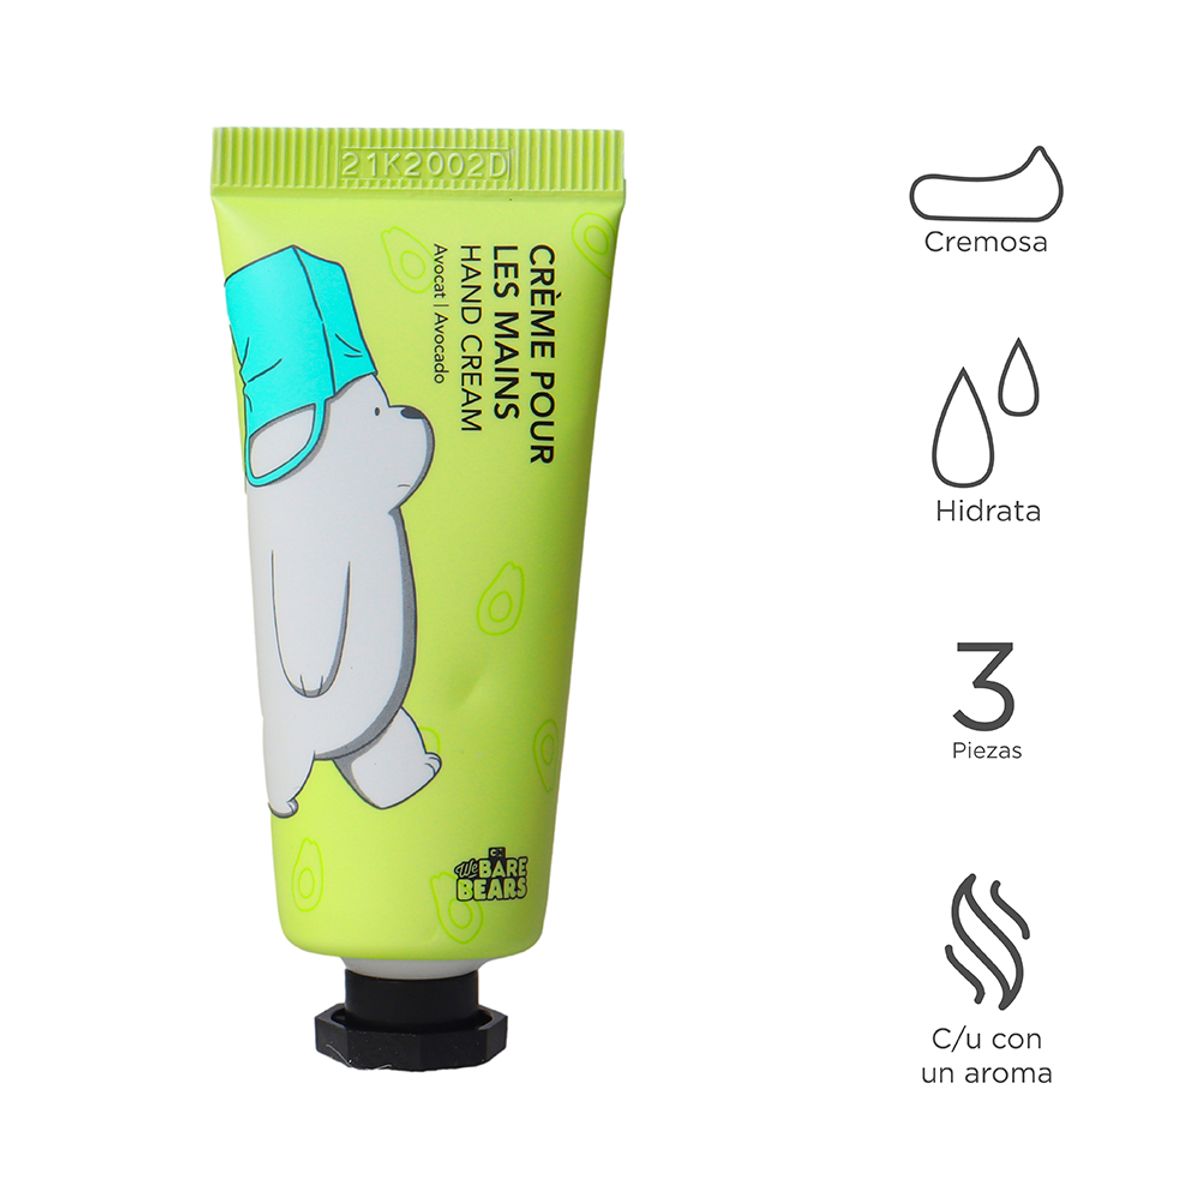 21K2002D
CRÈME POUR
LES MAINS
HAND CREAM
Avocat | Avocado
We BARE
BEARS
Cremosa
Hidrata
3
Piezas
C/u con
un aroma